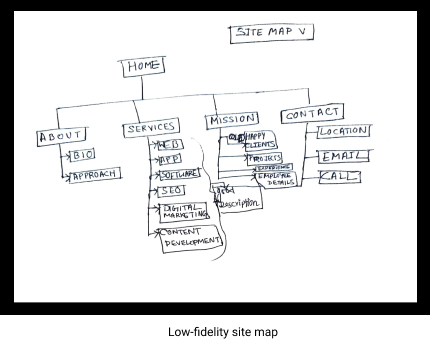 SITE MAP V
HOME
ABOUT
BIO
APPROACH
SERVICES
WEB
APP
SOFTWARE
SEO
DIGITAL
MARKETING
CONTENT
DEVELOPMENT
MISSION
HAPPY
CLIENTS
PROJECTS
EXPERIENCE
EMPLOYEE
DETAILS
Description
CONTACT
LOCATION
EMAIL
CALL
Low-fidelity site map